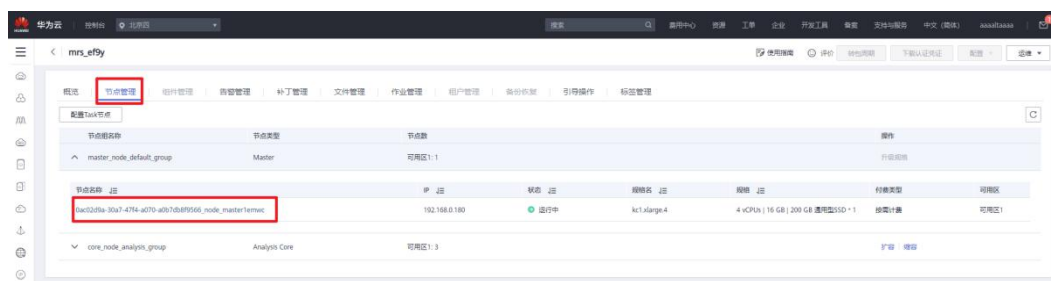 HUAWEI 华为云 控制台 北京四 搜索 费用中心 资源 工单 企业 开发工具 备案 支持与服务 中文 (简体) aaaaltaaaa
mrs_ef9y 使用指南 评价 转包周期 下载认证凭证 配置 运维
概览 节点管理 组件管理 告警管理 补丁管理 文件管理 作业管理 租户管理 备份恢复 引导操作 标签管理
配置Task节点
节点组名称 节点类型 节点数 操作
master_node_default_group Master 可用区1: 1 升级规格
节点名称 IP 状态 规格名 规格 付费类型 可用区
192.168.0.180 运行中 kc1.xlarge.4 4 vCPUs | 16 GB | 200 GB 通用型SSD * 1 按需计费 可用区1
core_node_analysis_group Analysis Core 可用区1: 3 扩容 缩容